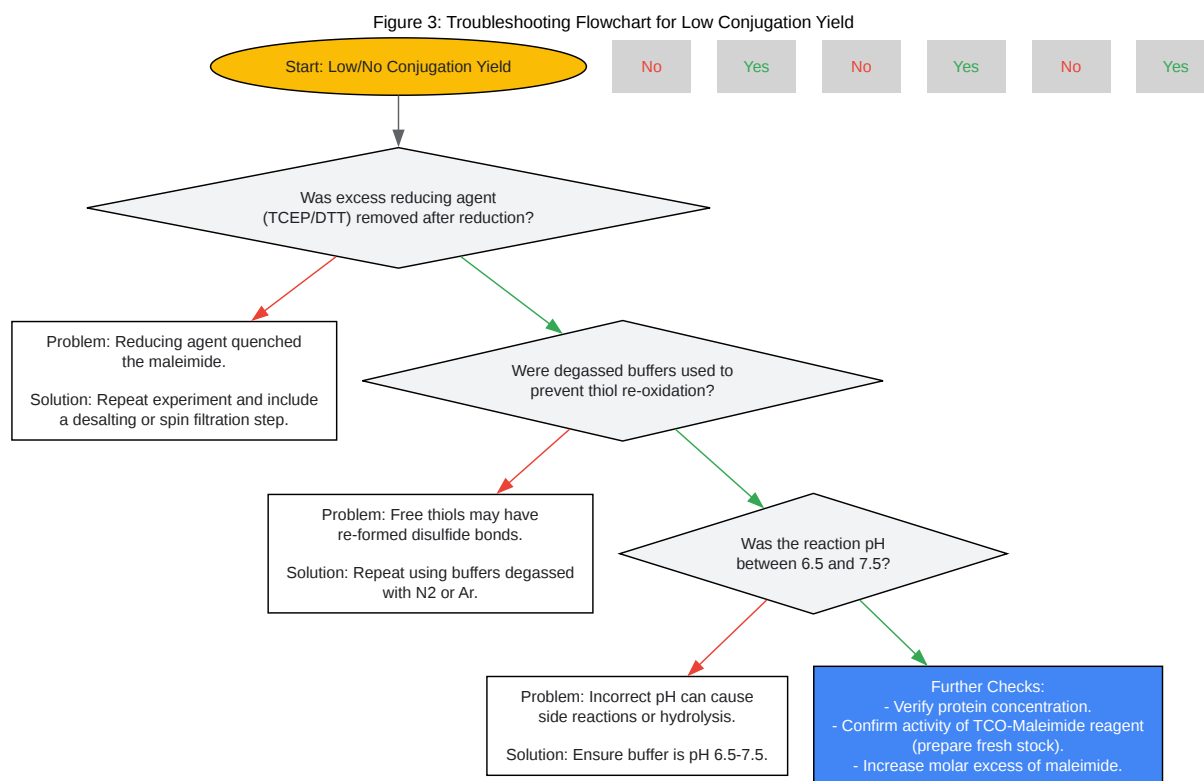 Figure 3: Troubleshooting Flowchart for Low Conjugation Yield
Start: Low/No Conjugation Yield
No
Yes
No
Yes
No
Yes
Was excess reducing agent
(TCEP/DTT) removed after reduction?
Problem: Reducing agent quenched
the maleimide.
Solution: Repeat experiment and include
a desalting or spin filtration step.
Were degassed buffers used to
prevent thiol re-oxidation?
Problem: Free thiols may have
re-formed disulfide bonds.
Solution: Repeat using buffers degassed
with N2 or Ar.
Was the reaction pH
between 6.5 and 7.5?
Problem: Incorrect pH can cause
side reactions or hydrolysis.
Solution: Ensure buffer is pH 6.5-7.5.
Further Checks:
- Verify protein concentration.
- Confirm activity of TCO-Maleimide reagent
(prepare fresh stock).
- Increase molar excess of maleimide.